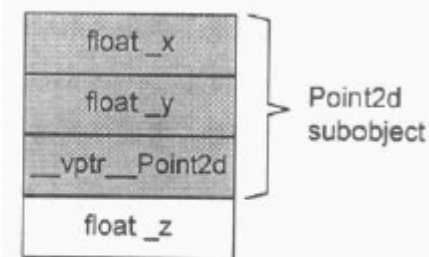 float _x
float _y
__vptr__Point2d
float _z
Point2d
subobject